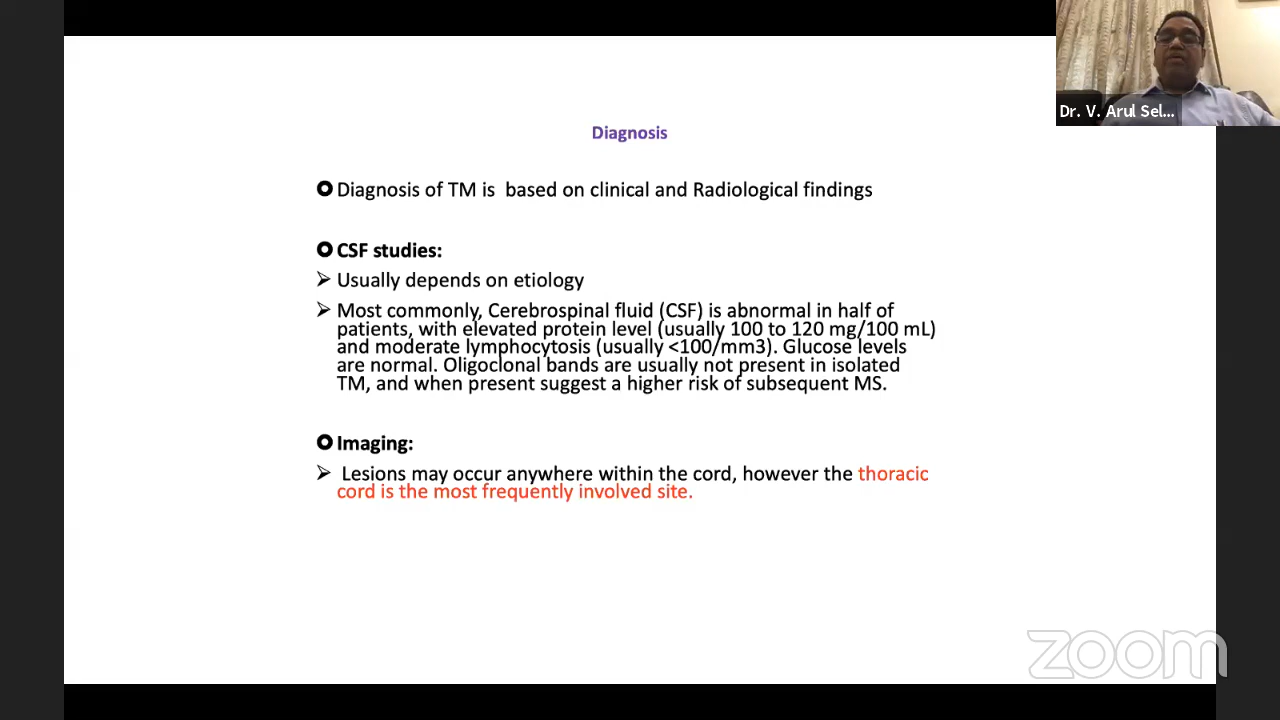 Dr. V. Arul Sel...
Diagnosis
Diagnosis of TM is based on clinical and Radiological findings
CSF studies:
Usually depends on etiology
Most commonly, Cerebrospinal fluid (CSF) is abnormal in half of
patients, with elevated protein level (usually 100 to 120 mg/100 mL)
and moderate lymphocytosis (usually <100/mm3). Glucose levels
are normal. Oligoclonal bands are usually not present in isolated
TM, and when present suggest a higher risk of subsequent MS.
Imaging:
Lesions may occur anywhere within the cord, however the thoracic
cord is the most frequently involved site.
zoom